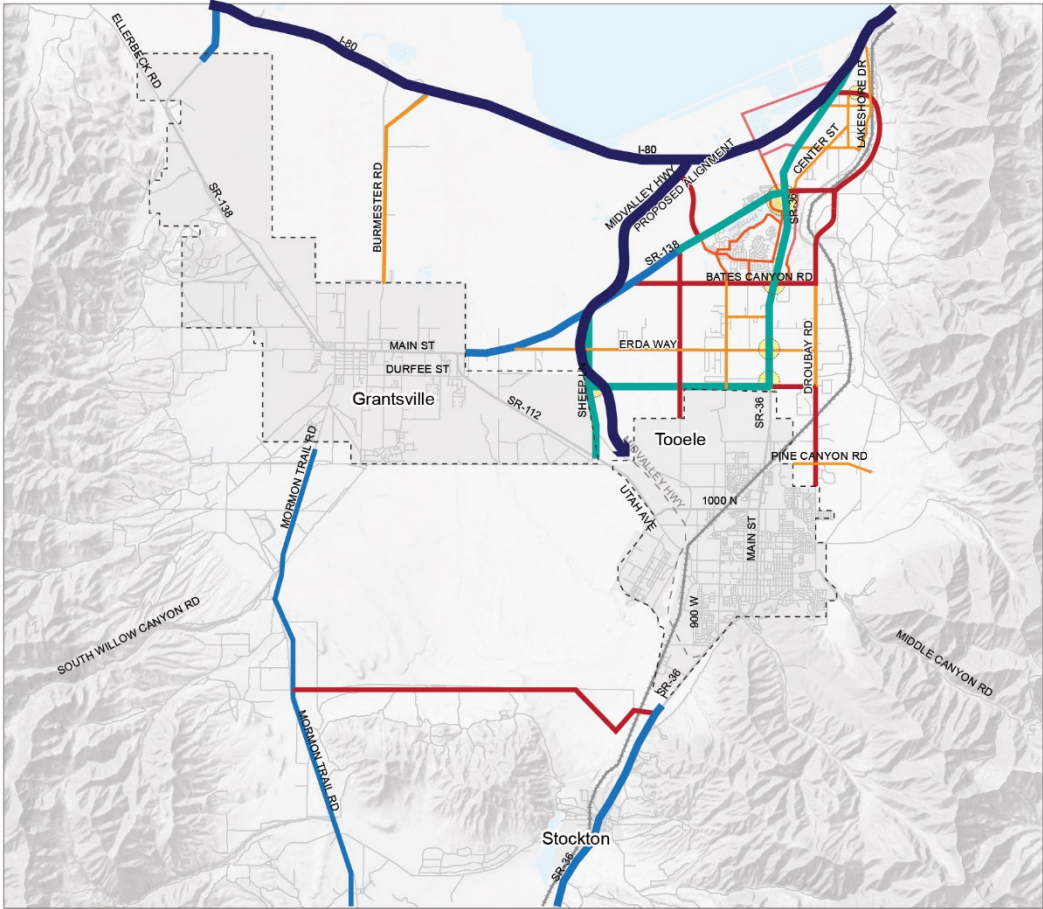 ELLERBECK RD
I-80
LAKESHORE DR
CENTER ST
I-80
MIDVALLEY HWY
PROPOSED ALIGNMENT
SR-138
BURMESTER RD
SR-36
SR-138
BATES CANYON RD
MAIN ST
ERDA WAY
DROUBAY RD
DURFEE ST
SHEEP LN
Grantsville
SR-112
SR-36
Tooele
MORMON TRAIL RD
MIDVALLEY HWY
PINE CANYON RD
UTAH AVE
1000 N
MAIN ST
SOUTH WILLOW CANYON RD
900 W
MIDDLE CANYON RD
SR-36
MORMON TRAIL RD
Stockton
SR-36